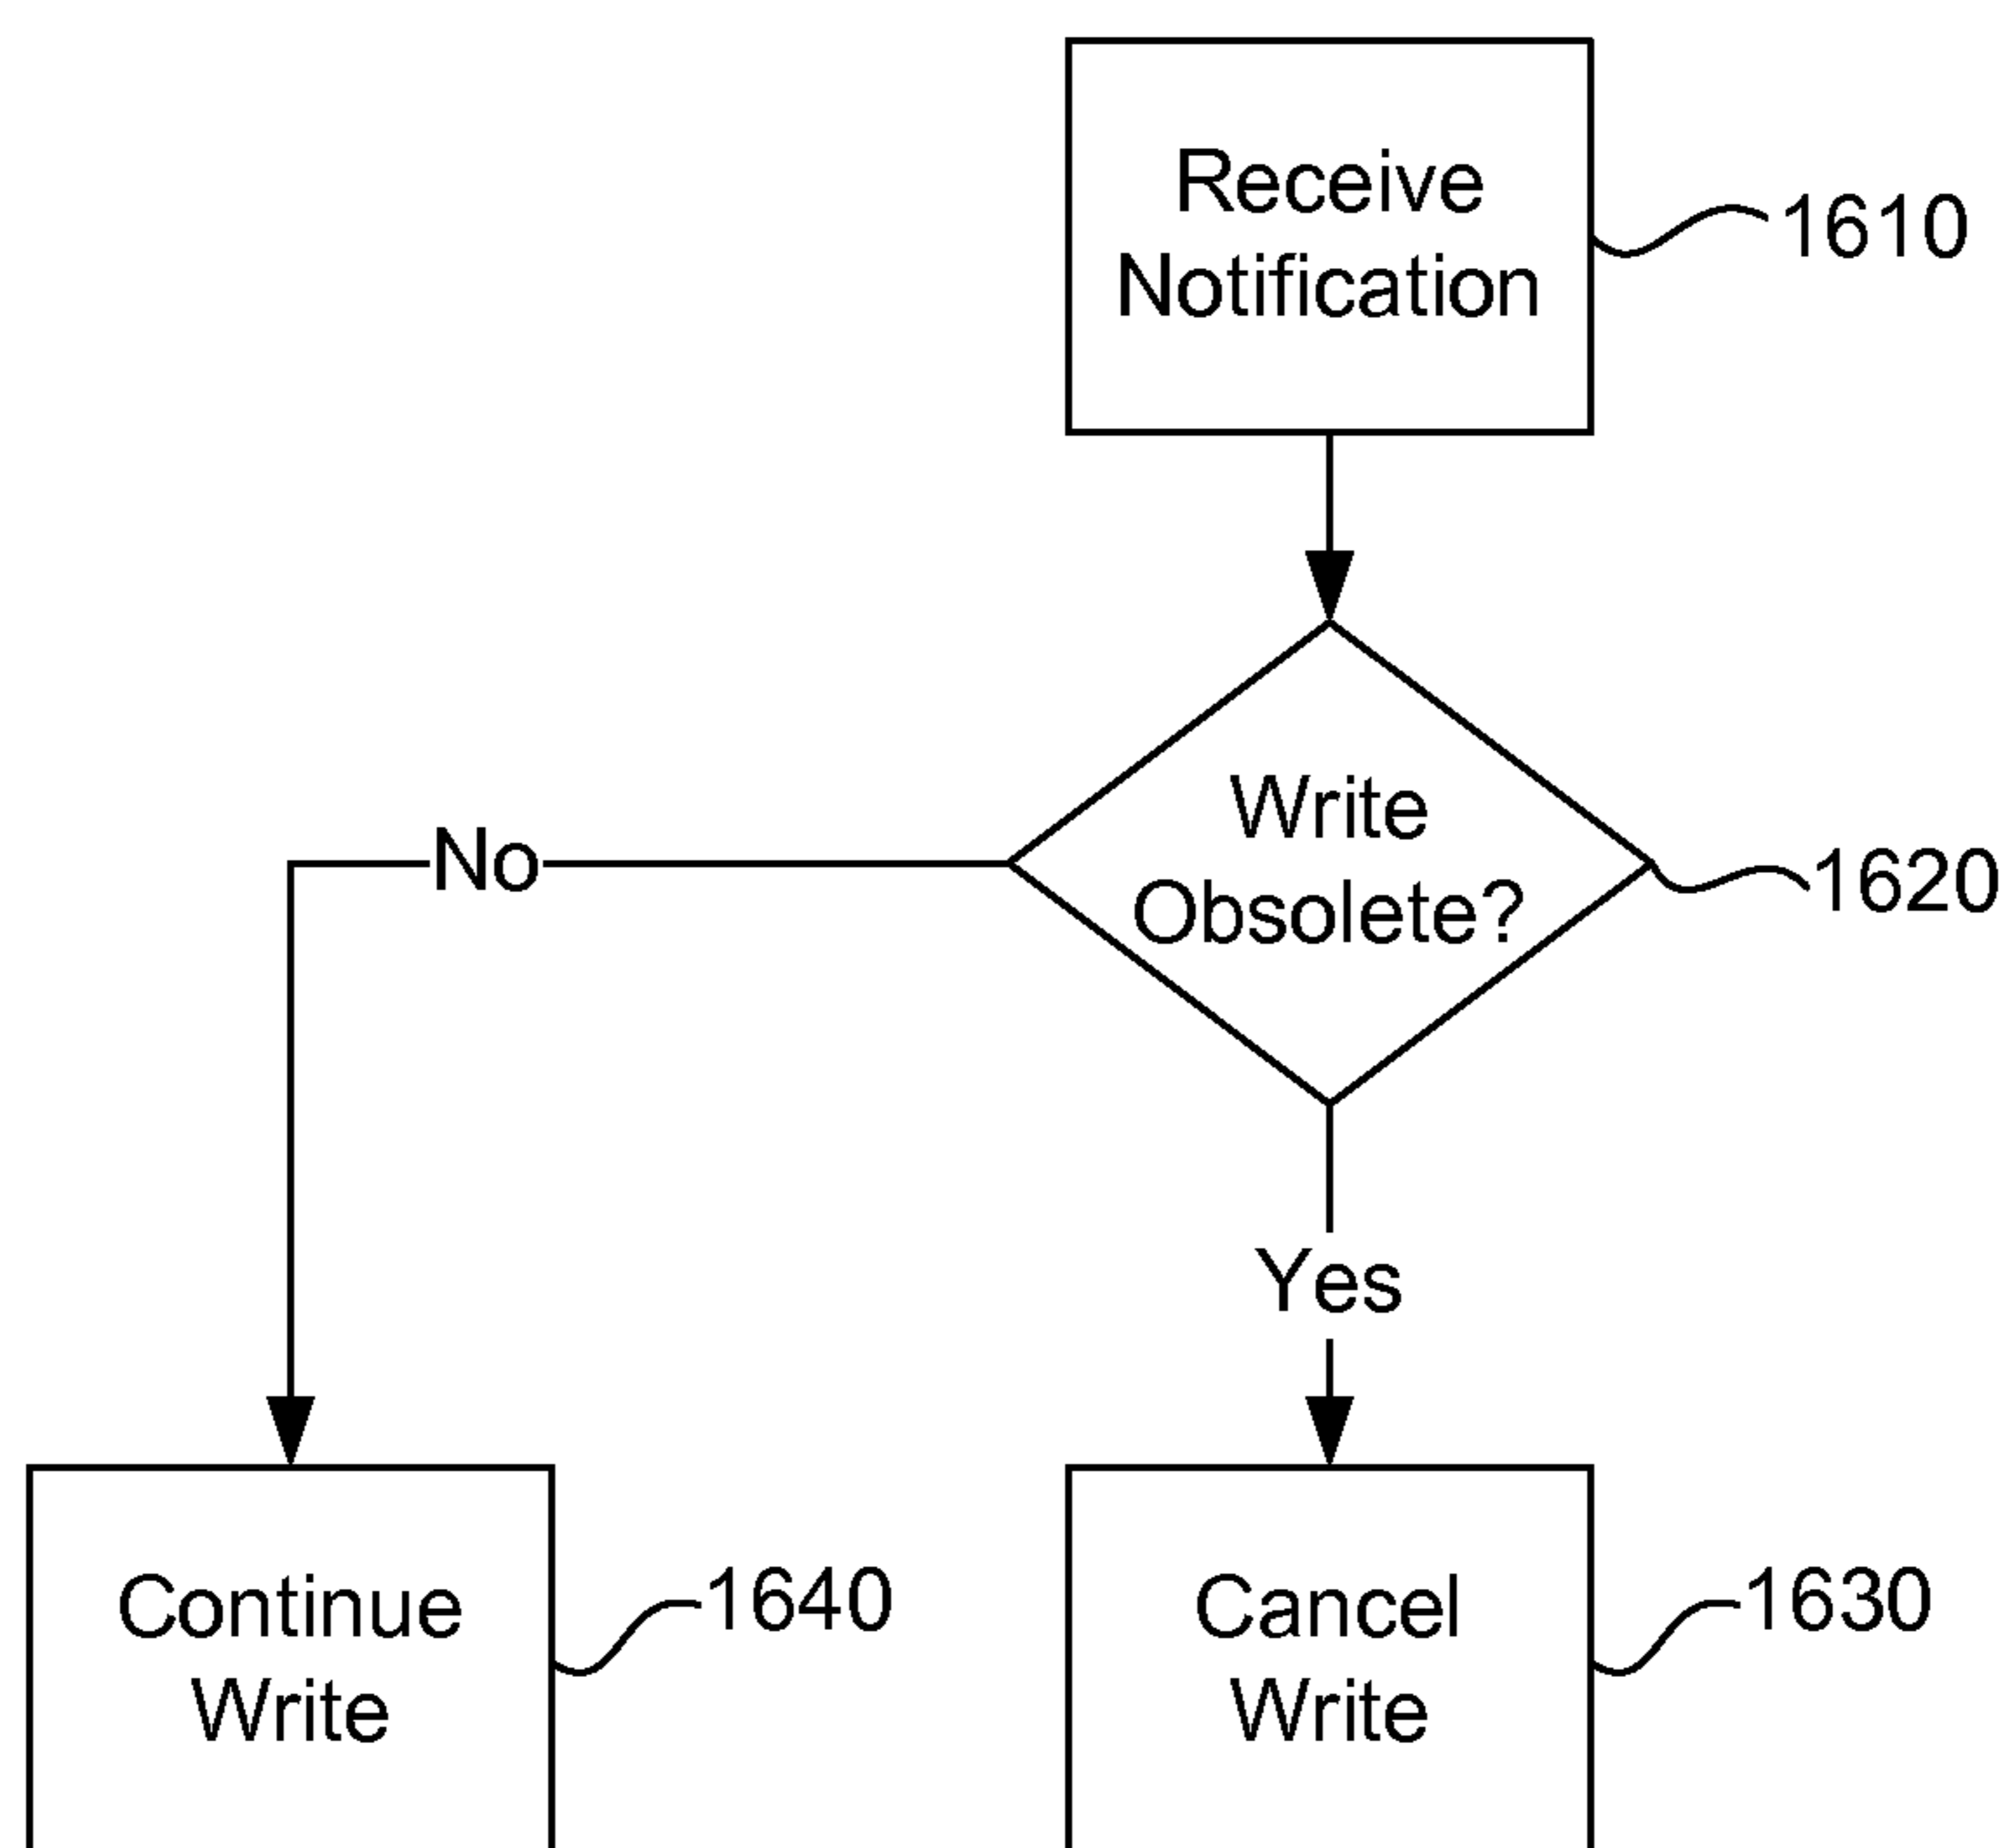 Receive
Notification
1610
Write
Obsolete?
1620
No
Yes
Continue
Write
1640
Cancel
Write
1630